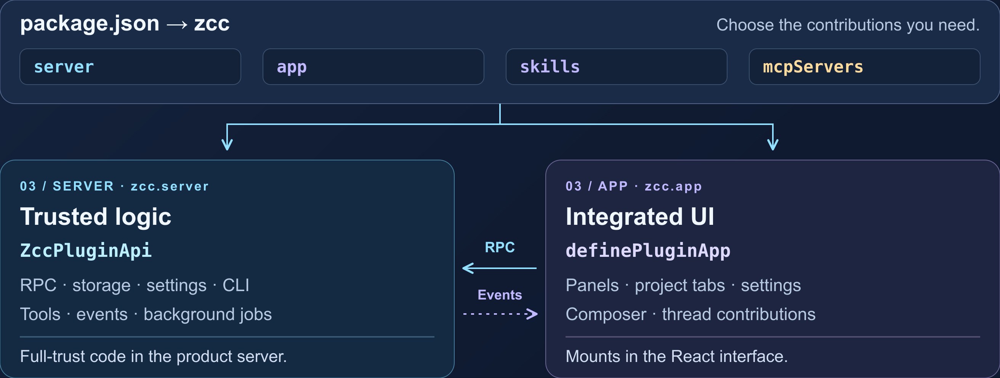 package.json → zcc
Choose the contributions you need.
server
app
skills
mcpServers
03 / SERVER · zcc.server
Trusted logic
ZccPluginApi
RPC · storage · settings · CLI
Tools · events · background jobs
Full-trust code in the product server.
RPC
Events
03 / APP · zcc.app
Integrated UI
definePluginApp
Panels · project tabs · settings
Composer · thread contributions
Mounts in the React interface.